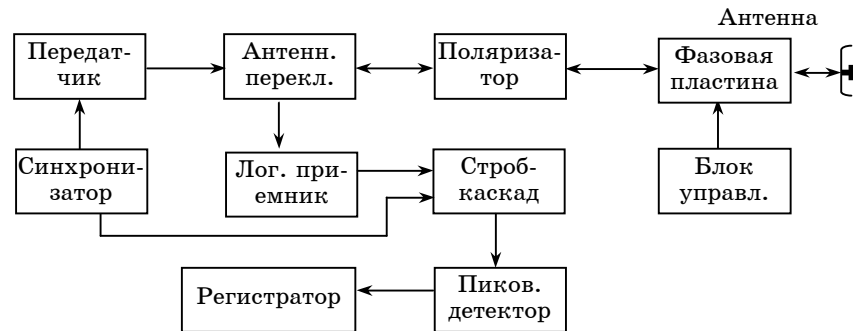 Антенна
Передат-
чик
Антенн.
перекл.
Поляриза-
тор
Фазовая
пластина
Синхрони-
затор
Лог. при-
емник
Строб-
каскад
Блок
управл.
Регистратор
Пиков.
детектор